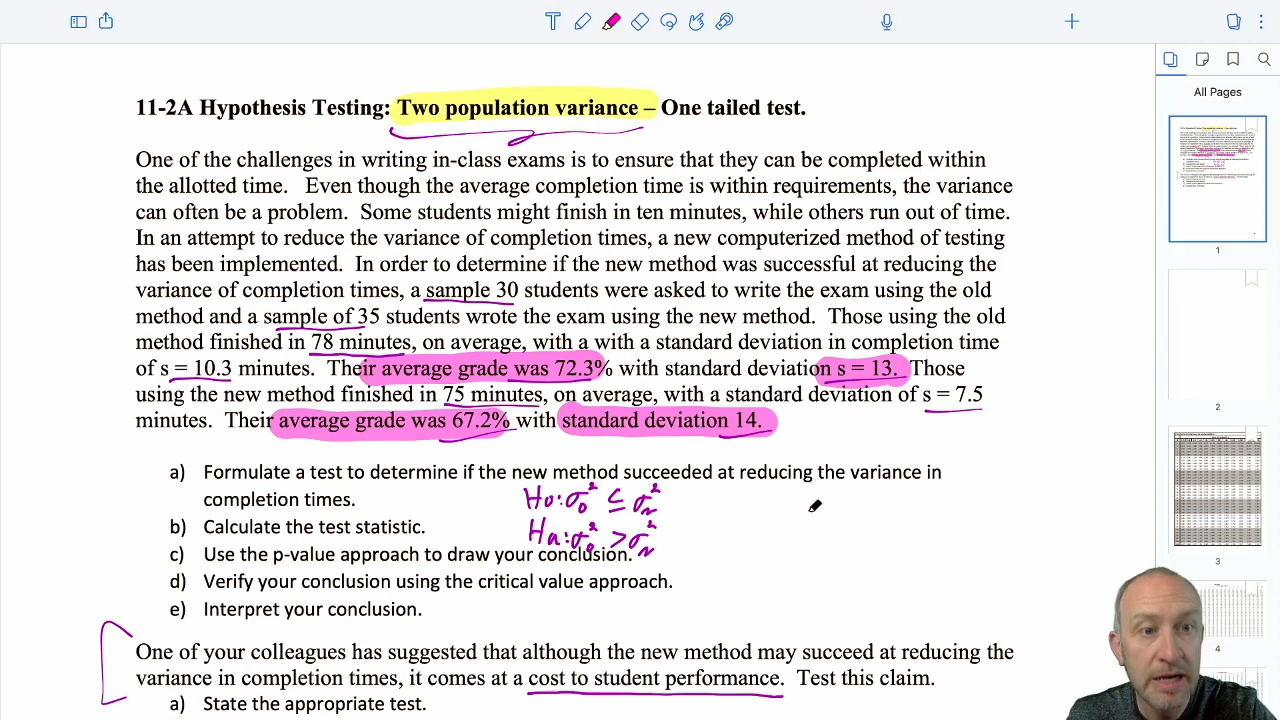 All Pages
11-2A Hypothesis Testing: Two population variance – One tailed test.
One of the challenges in writing in-class exams is to ensure that they can be completed with
the allotted time. Even though the average completion time is within requirements, the variance
can often be a problem. Some students might finish in ten minutes, while others run out of time.
In an attempt to reduce the variance of completion times, a new computerized method of testing
has been implemented. In order to determine if the new method was successful at reducing the
variance of completion times, a sample 30 students were asked to write the exam using the old
method and a sample of 35 students wrote the exam using the new method. Those using the old
method finished in 78 minutes, on average, with a with a standard deviation in completion time
of s = 10.3 minutes. Their average grade was 72.3% with standard deviation s = 13. Those
using the new method finished in 75 minutes, on average, with a standard deviation of s = 7.5
minutes. Their average grade was 67.2% with standard deviation 14.
a) Formulate a test to determine if the new method succeeded at reducing the variance in
completion times.
H0: σ²o ≤ σ²N
b) Calculate the test statistic.
Ha: σ²o > σ²N
c) Use the p-value approach to draw your conclusion.
d) Verify your conclusion using the critical value approach.
e) Interpret your conclusion.
One of your colleagues has suggested that although the new method may succeed at reducing the
variance in completion times, it comes at a cost to student performance. Test this claim.
a) State the appropriate test.
1
2
3
4